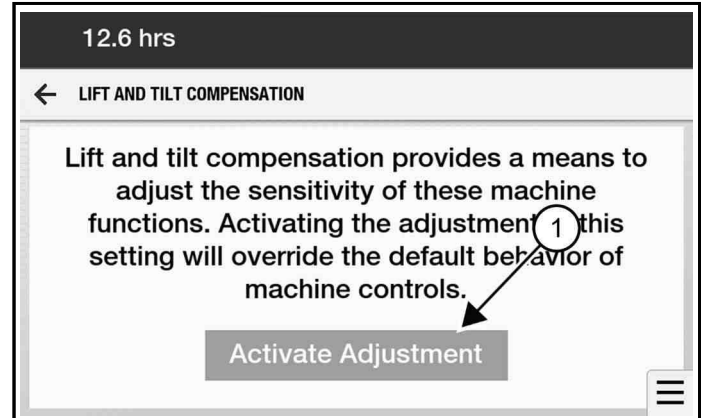 12.6 hrs
LIFT AND TILT COMPENSATION
Lift and tilt compensation provides a means to
adjust the sensitivity of these machine
functions. Activating the adjustment this
setting will override the default behavior of
machine controls.
1
Activate Adjustment